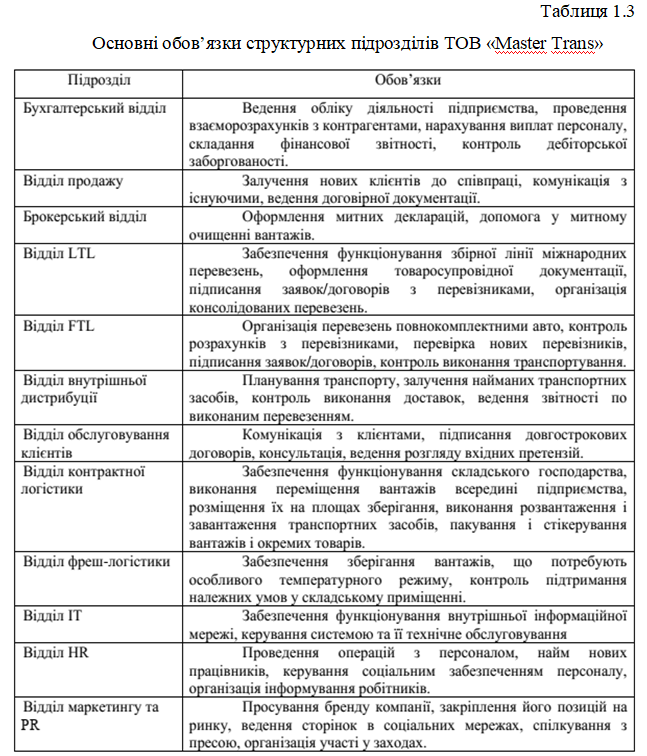 Таблиця 1.3
Основні обов’язки структурних підрозділів ТОВ «Master Trans»
Підрозділ Обов’язки
Бухгалтерський відділ Ведення обліку діяльності підприємства, проведення
взаєморозрахунків з контрагентами, нарахування виплат персоналу,
складання фінансової звітності, контроль дебіторської
заборгованості.
Відділ продажу Залучення нових клієнтів до співпраці, комунікація з
існуючими, ведення договірної документації.
Брокерський відділ Оформлення митних декларацій, допомога у митному
очищенні вантажів.
Відділ LTL Забезпечення функціонування збірної лінії міжнародних
перевезень, оформлення товаросупровідної документації,
підписання заявок/договорів з перевізниками, організація
консолідованих перевезень.
Відділ FTL Організація перевезень повнокомплектними авто, контроль
розрахунків з перевізниками, перевірка нових перевізників,
підписання заявок/договорів, контроль виконання транспортування.
Відділ внутрішньої
дистрибуції
Планування транспорту, залучення найманих транспортних
засобів, контроль виконання доставок, ведення звітності по
виконаним перевезенням.
Відділ обслуговування
клієнтів
Комунікація з клієнтами, підписання довгострокових
договорів, консультація, ведення розгляду вхідних претензій.
Відділ контрактної
логістики
Забезпечення функціонування складського господарства,
виконання переміщення вантажів всередині підприємства,
розміщення їх на площах зберігання, виконання розвантаження і
завантаження транспортних засобів, пакування і стікерування
вантажів і окремих товарів.
Відділ фреш-логістики Забезпечення зберігання вантажів, що потребують
особливого температурного режиму, контроль підтримання
належних умов у складському приміщенні.
Відділ IT Забезпечення функціонування внутрішньої інформаційної
мережі, керування системою та її технічне обслуговування
Відділ HR Проведення операцій з персоналом, найм нових
працівників, керування соціальним забезпеченням персоналу,
організація інформування робітників.
Відділ маркетингу та
PR
Просування бренду компанії, закріплення його позицій на
ринку, ведення сторінок в соціальних мережах, спілкування з
пресою, організація участі у заходах.